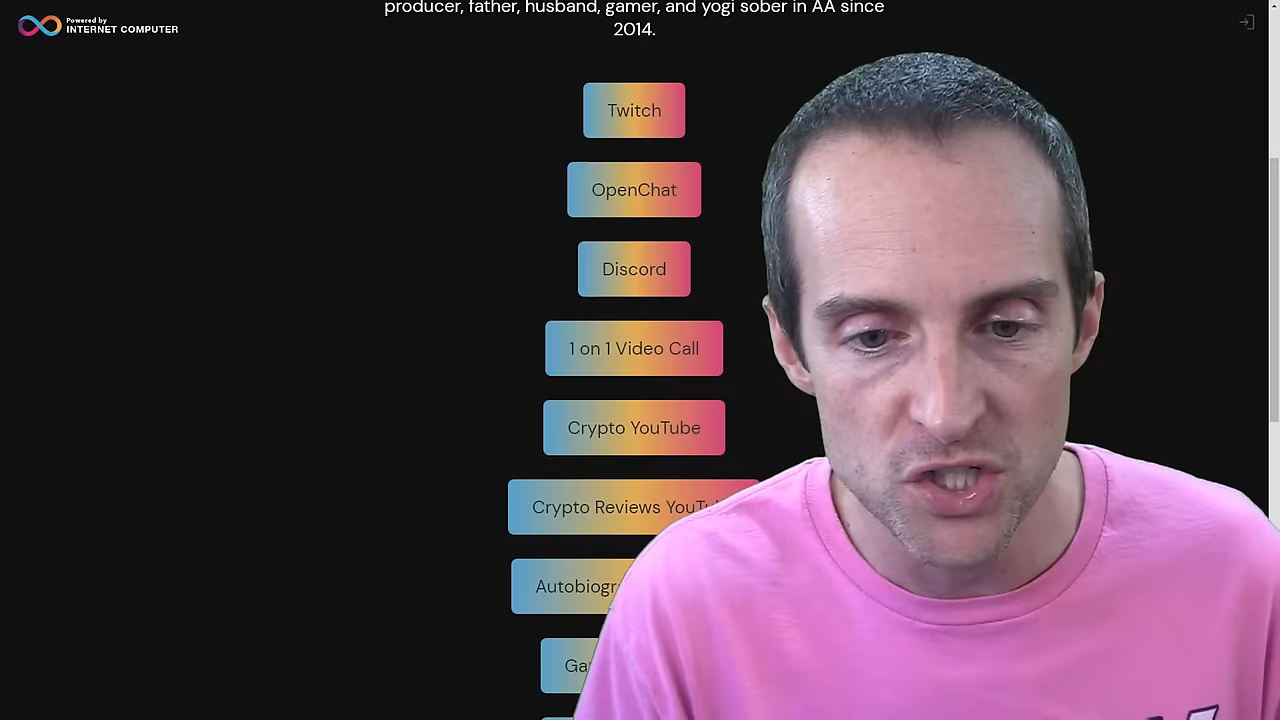 producer, father, husband, gamer, and yogi sober in AA since
2014.
Powered by
INTERNET COMPUTER
Twitch
OpenChat
Discord
1 on 1 Video Call
Crypto YouTube
Crypto Reviews